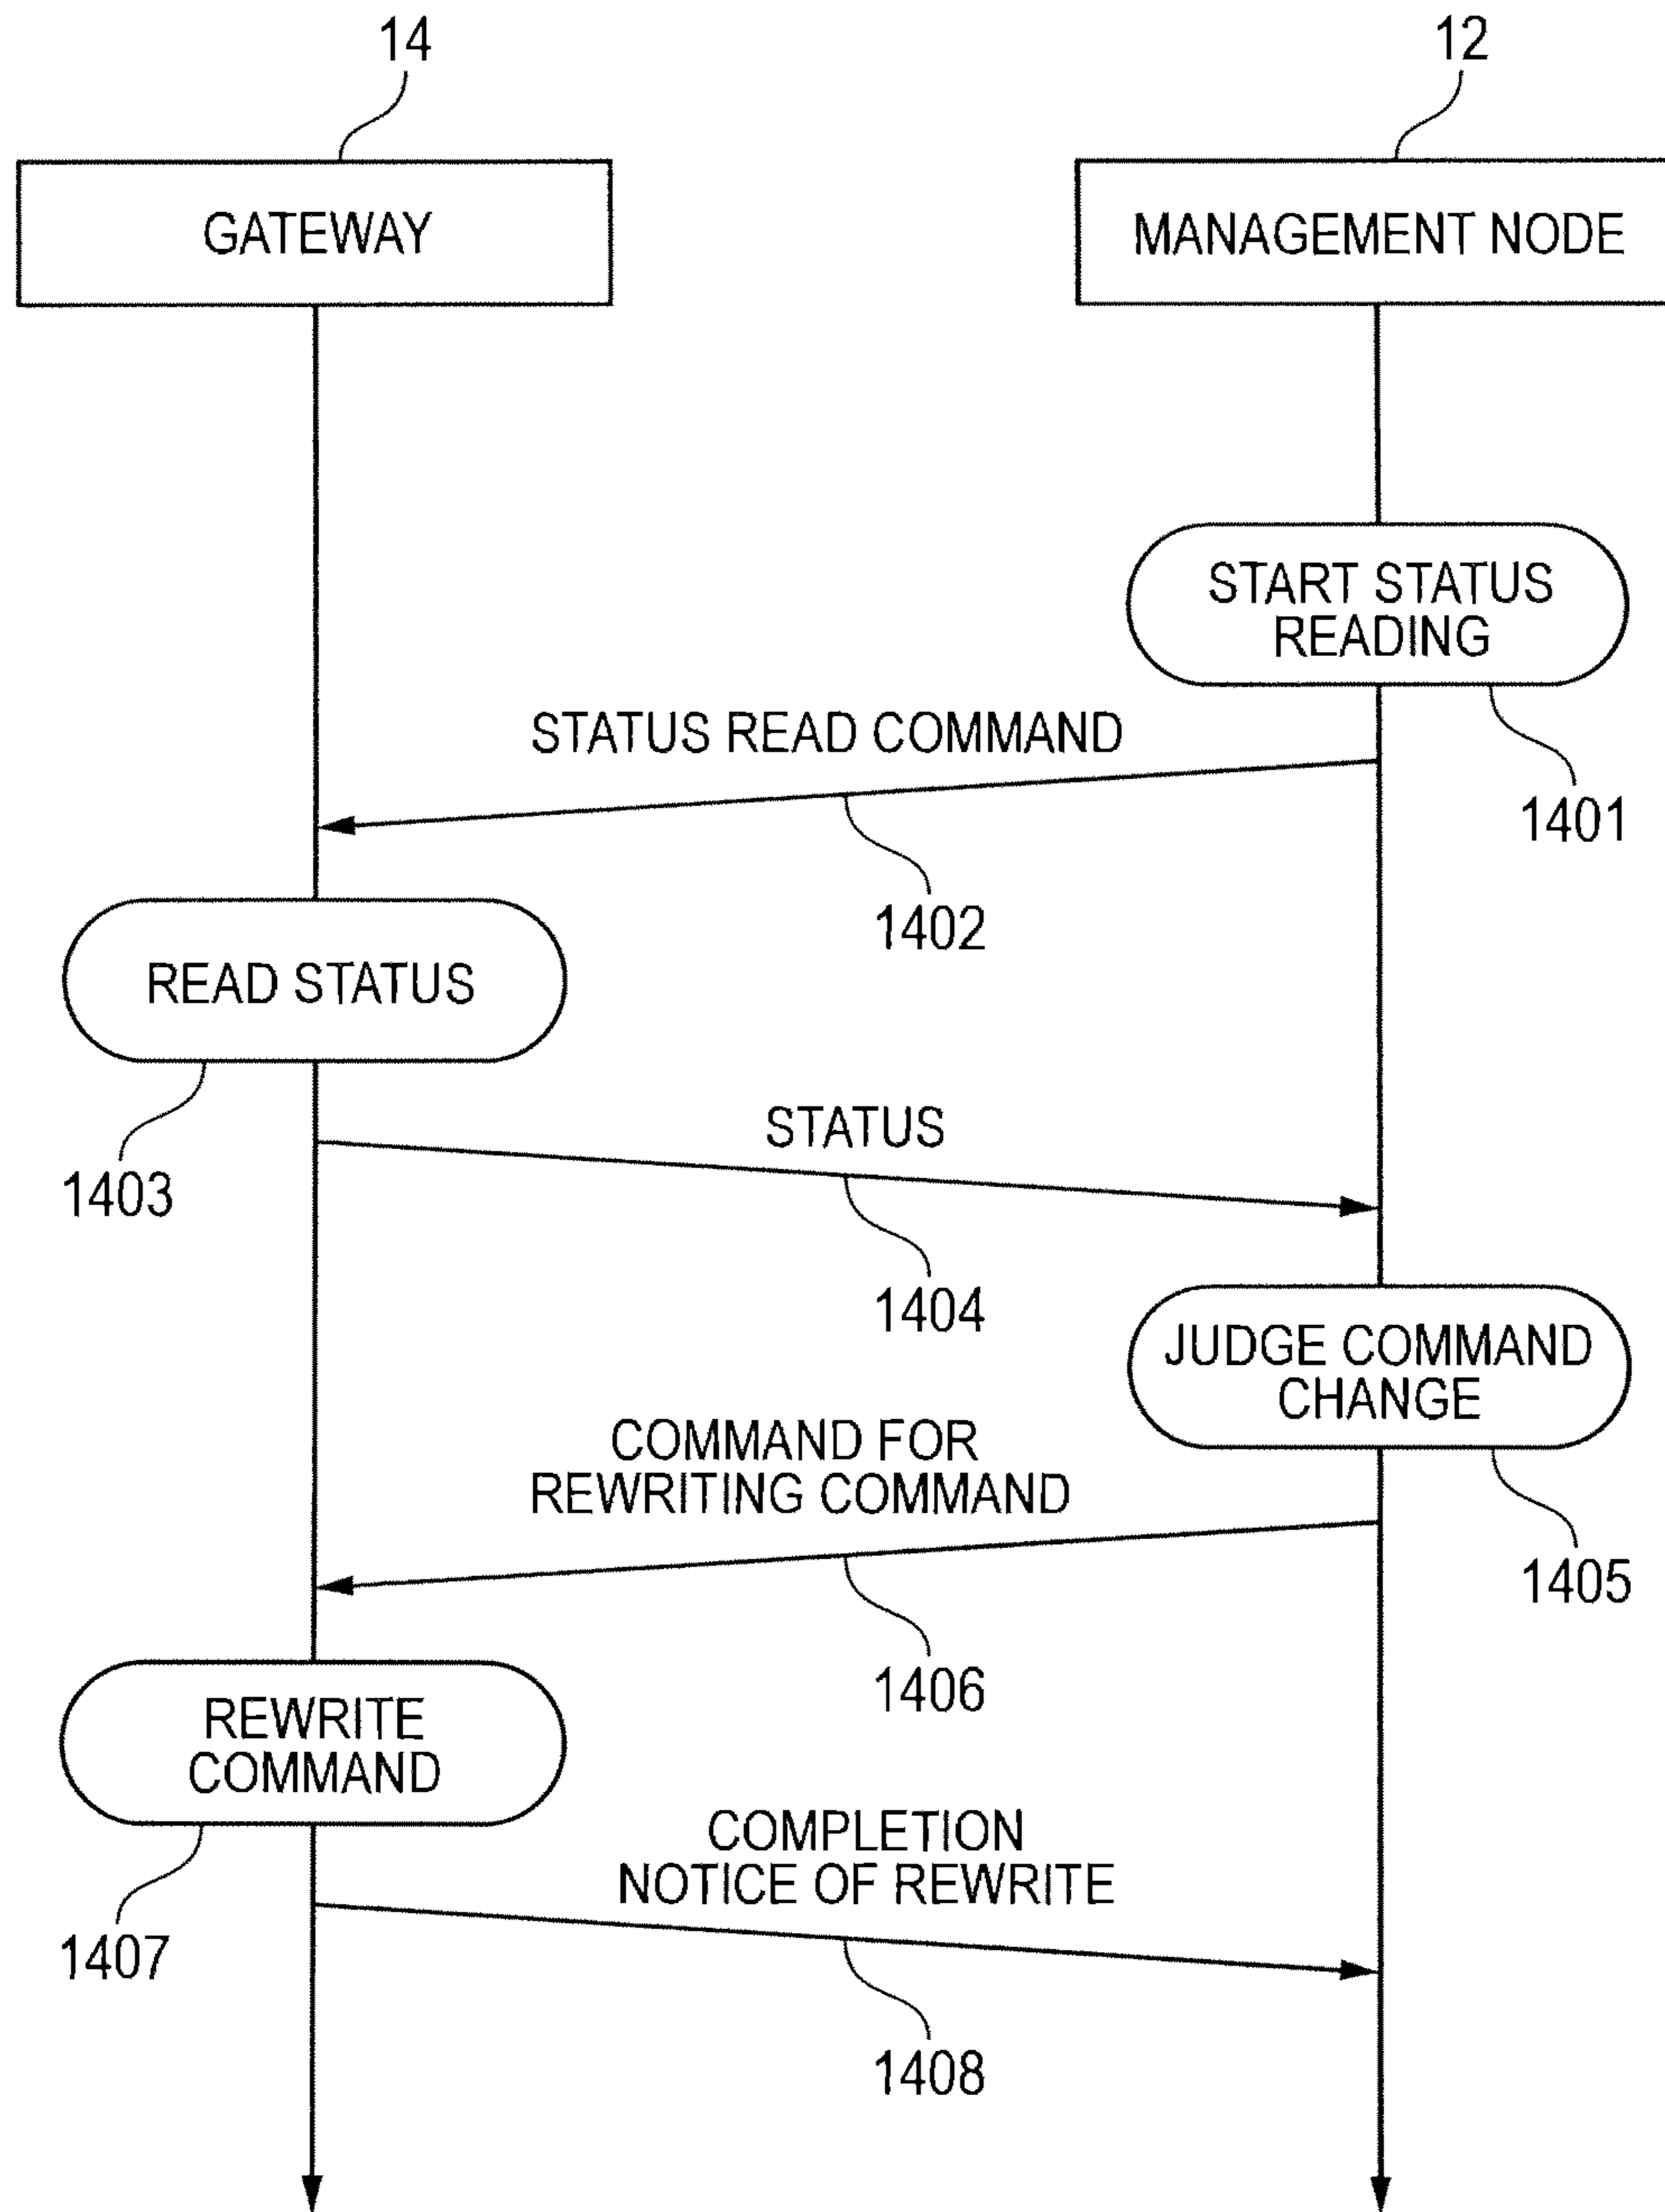 14
12
GATEWAY
MANAGEMENT NODE
START STATUS
READING
STATUS READ COMMAND
1401
1402
READ STATUS
STATUS
1403
1404
JUDGE COMMAND
CHANGE
COMMAND FOR
REWRITING COMMAND
1405
1406
REWRITE
COMMAND
COMPLETION
NOTICE OF REWRITE
1407
1408